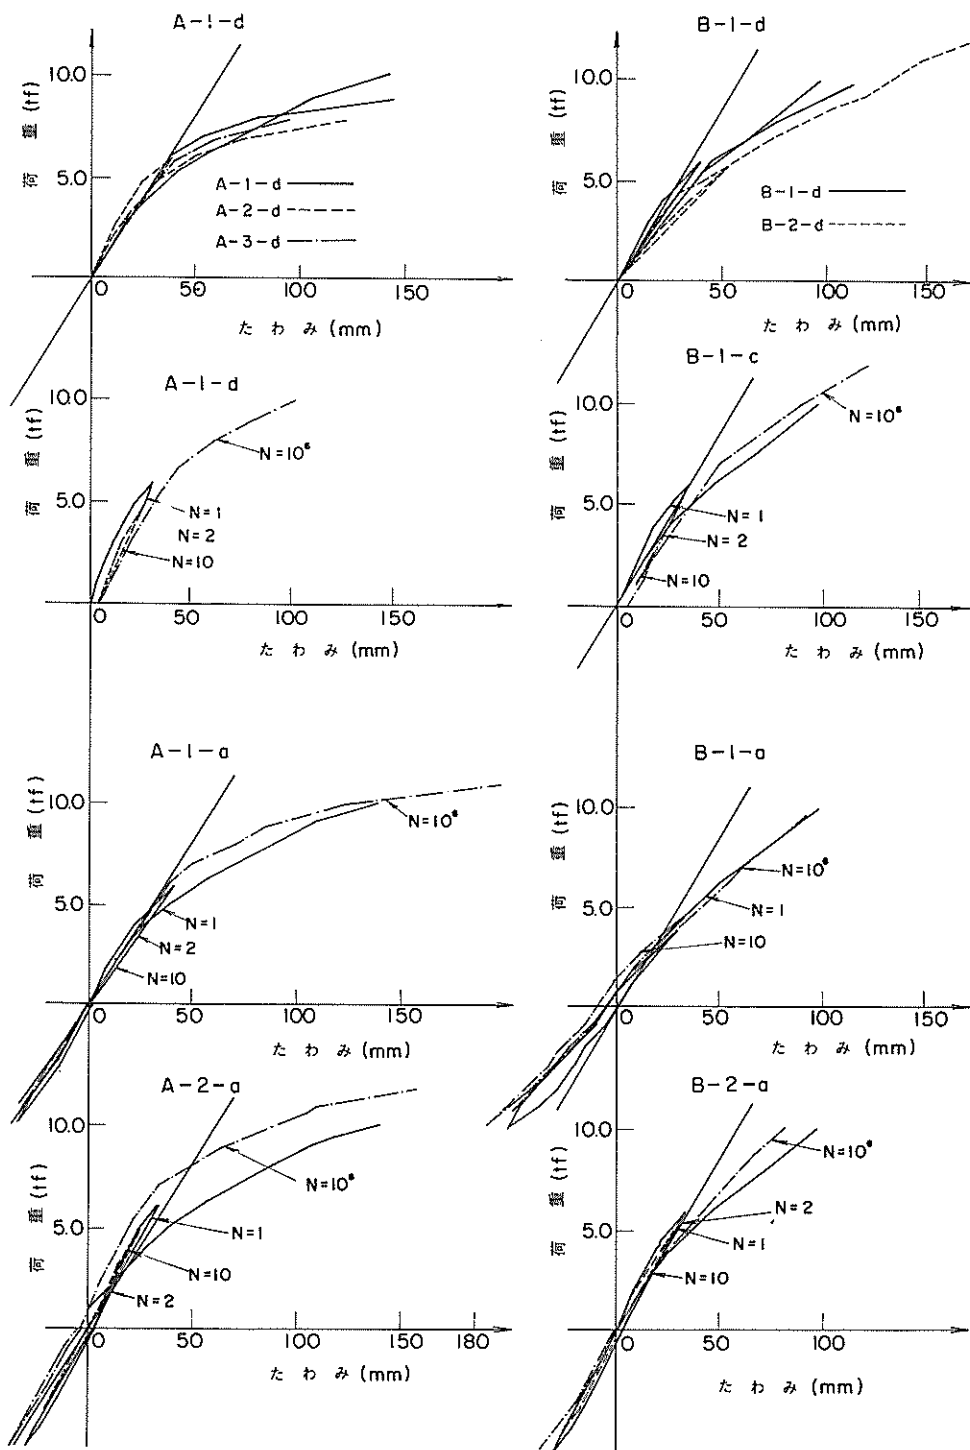 A-1-d
荷 重 (tf)
10.0
5.0
A-1-d
A-2-d
A-3-d
0 50 100 150
た わ み (mm)
B-1-d
荷 重 (tf)
10.0
5.0
B-1-d
B-2-d
0 50 100 150
た わ み (mm)
A-1-d
荷 重 (tf)
10.0
5.0
N=10⁶
N=1
N=2
N=10
0 50 100 150
た わ み (mm)
B-1-c
荷 重 (tf)
10.0
5.0
N=10⁶
N=1
N=2
N=10
0 50 100 150
た わ み (mm)
A-1-a
荷 重 (tf)
10.0
5.0
N=10⁶
N=1
N=2
N=10
0 50 100 150
た わ み (mm)
B-1-a
荷 重 (tf)
10.0
5.0
N=10⁶
N=1
N=10
0 50 100 150
た わ み (mm)
A-2-a
荷 重 (tf)
10.0
5.0
N=10⁶
N=1
N=10
N=2
0 50 100 150 180
た わ み (mm)
B-2-a
荷 重 (tf)
10.0
5.0
N=10⁶
N=2
N=1
N=10
0 50 100
た わ み (mm)